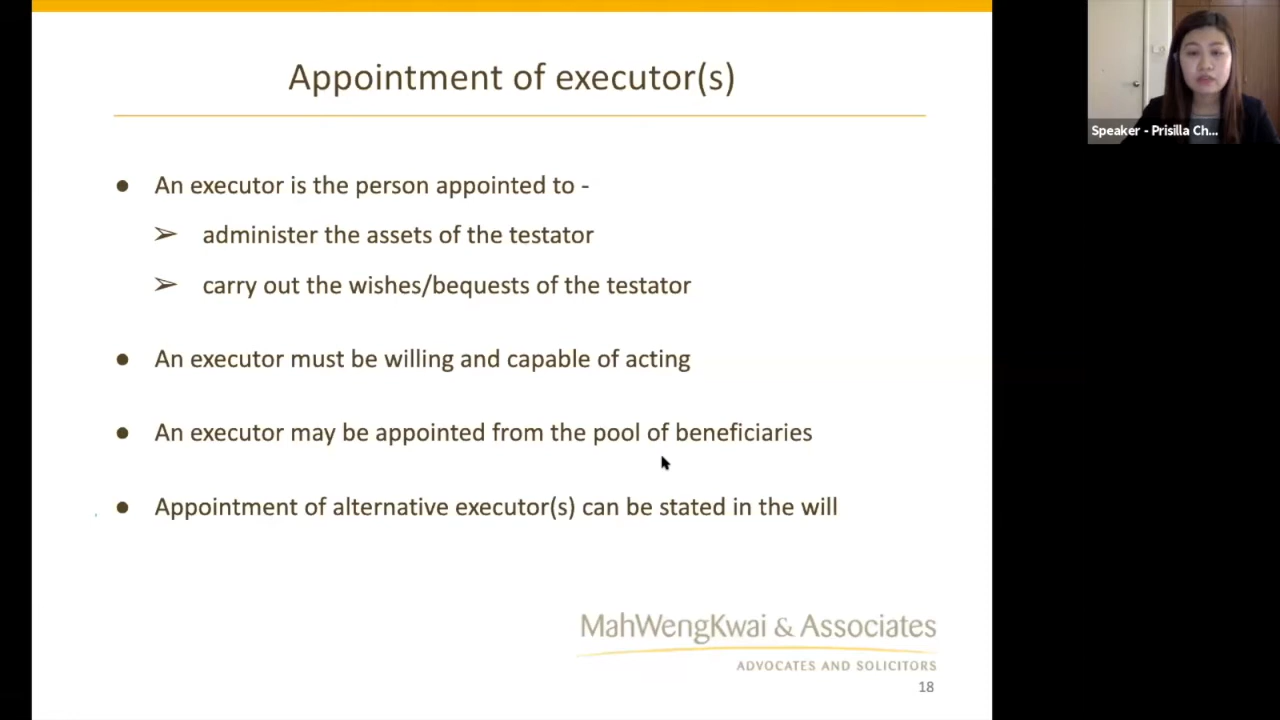 Appointment of executor(s)
● An executor is the person appointed to -
➢ administer the assets of the testator
➢ carry out the wishes/bequests of the testator
● An executor must be willing and capable of acting
● An executor may be appointed from the pool of beneficiaries
● Appointment of alternative executor(s) can be stated in the will
MahWengKwai & Associates
ADVOCATES AND SOLICITORS
18
Speaker - Prisilla Ch...